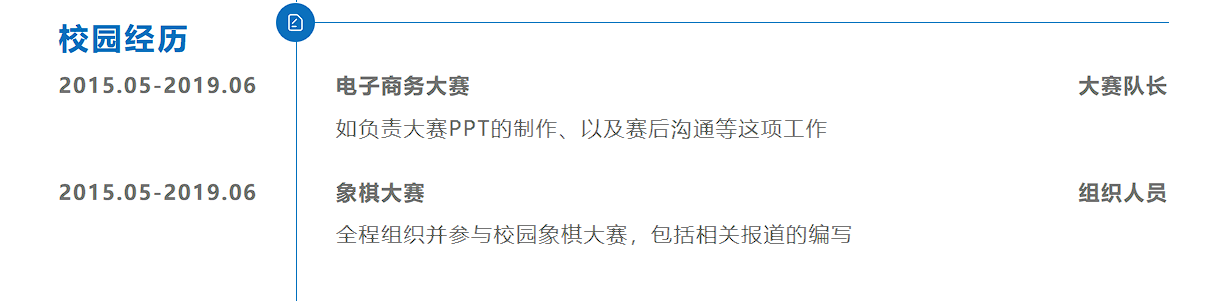 校园经历
2015.05-2019.06 电子商务大赛 大赛队长
如负责大赛PPT的制作、以及赛后沟通等这项工作
2015.05-2019.06 象棋大赛 组织人员
全程组织并参与校园象棋大赛，包括相关报道的编写